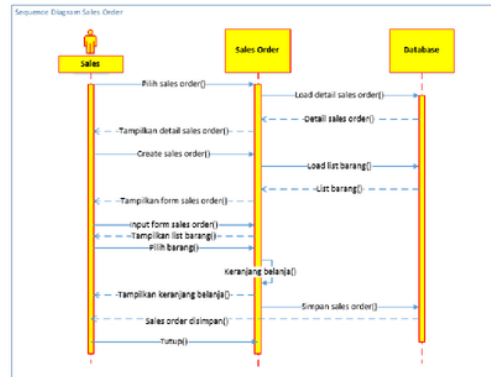 Sequence Diagram Sales Order
Sales
Sales Order
Database
Pilih sales order()
Load detail sales order()
Detail sales order()
Tampilkan detail sales order()
Create sales order()
Load list barang()
List barang()
Tampilkan form sales order()
Input form sales order()
Tampilkan list barang()
Pilih barang()
Keranjang belanja()
Tampilkan keranjang belanja()
Simpan sales order()
Sales order disimpan()
Tutup()